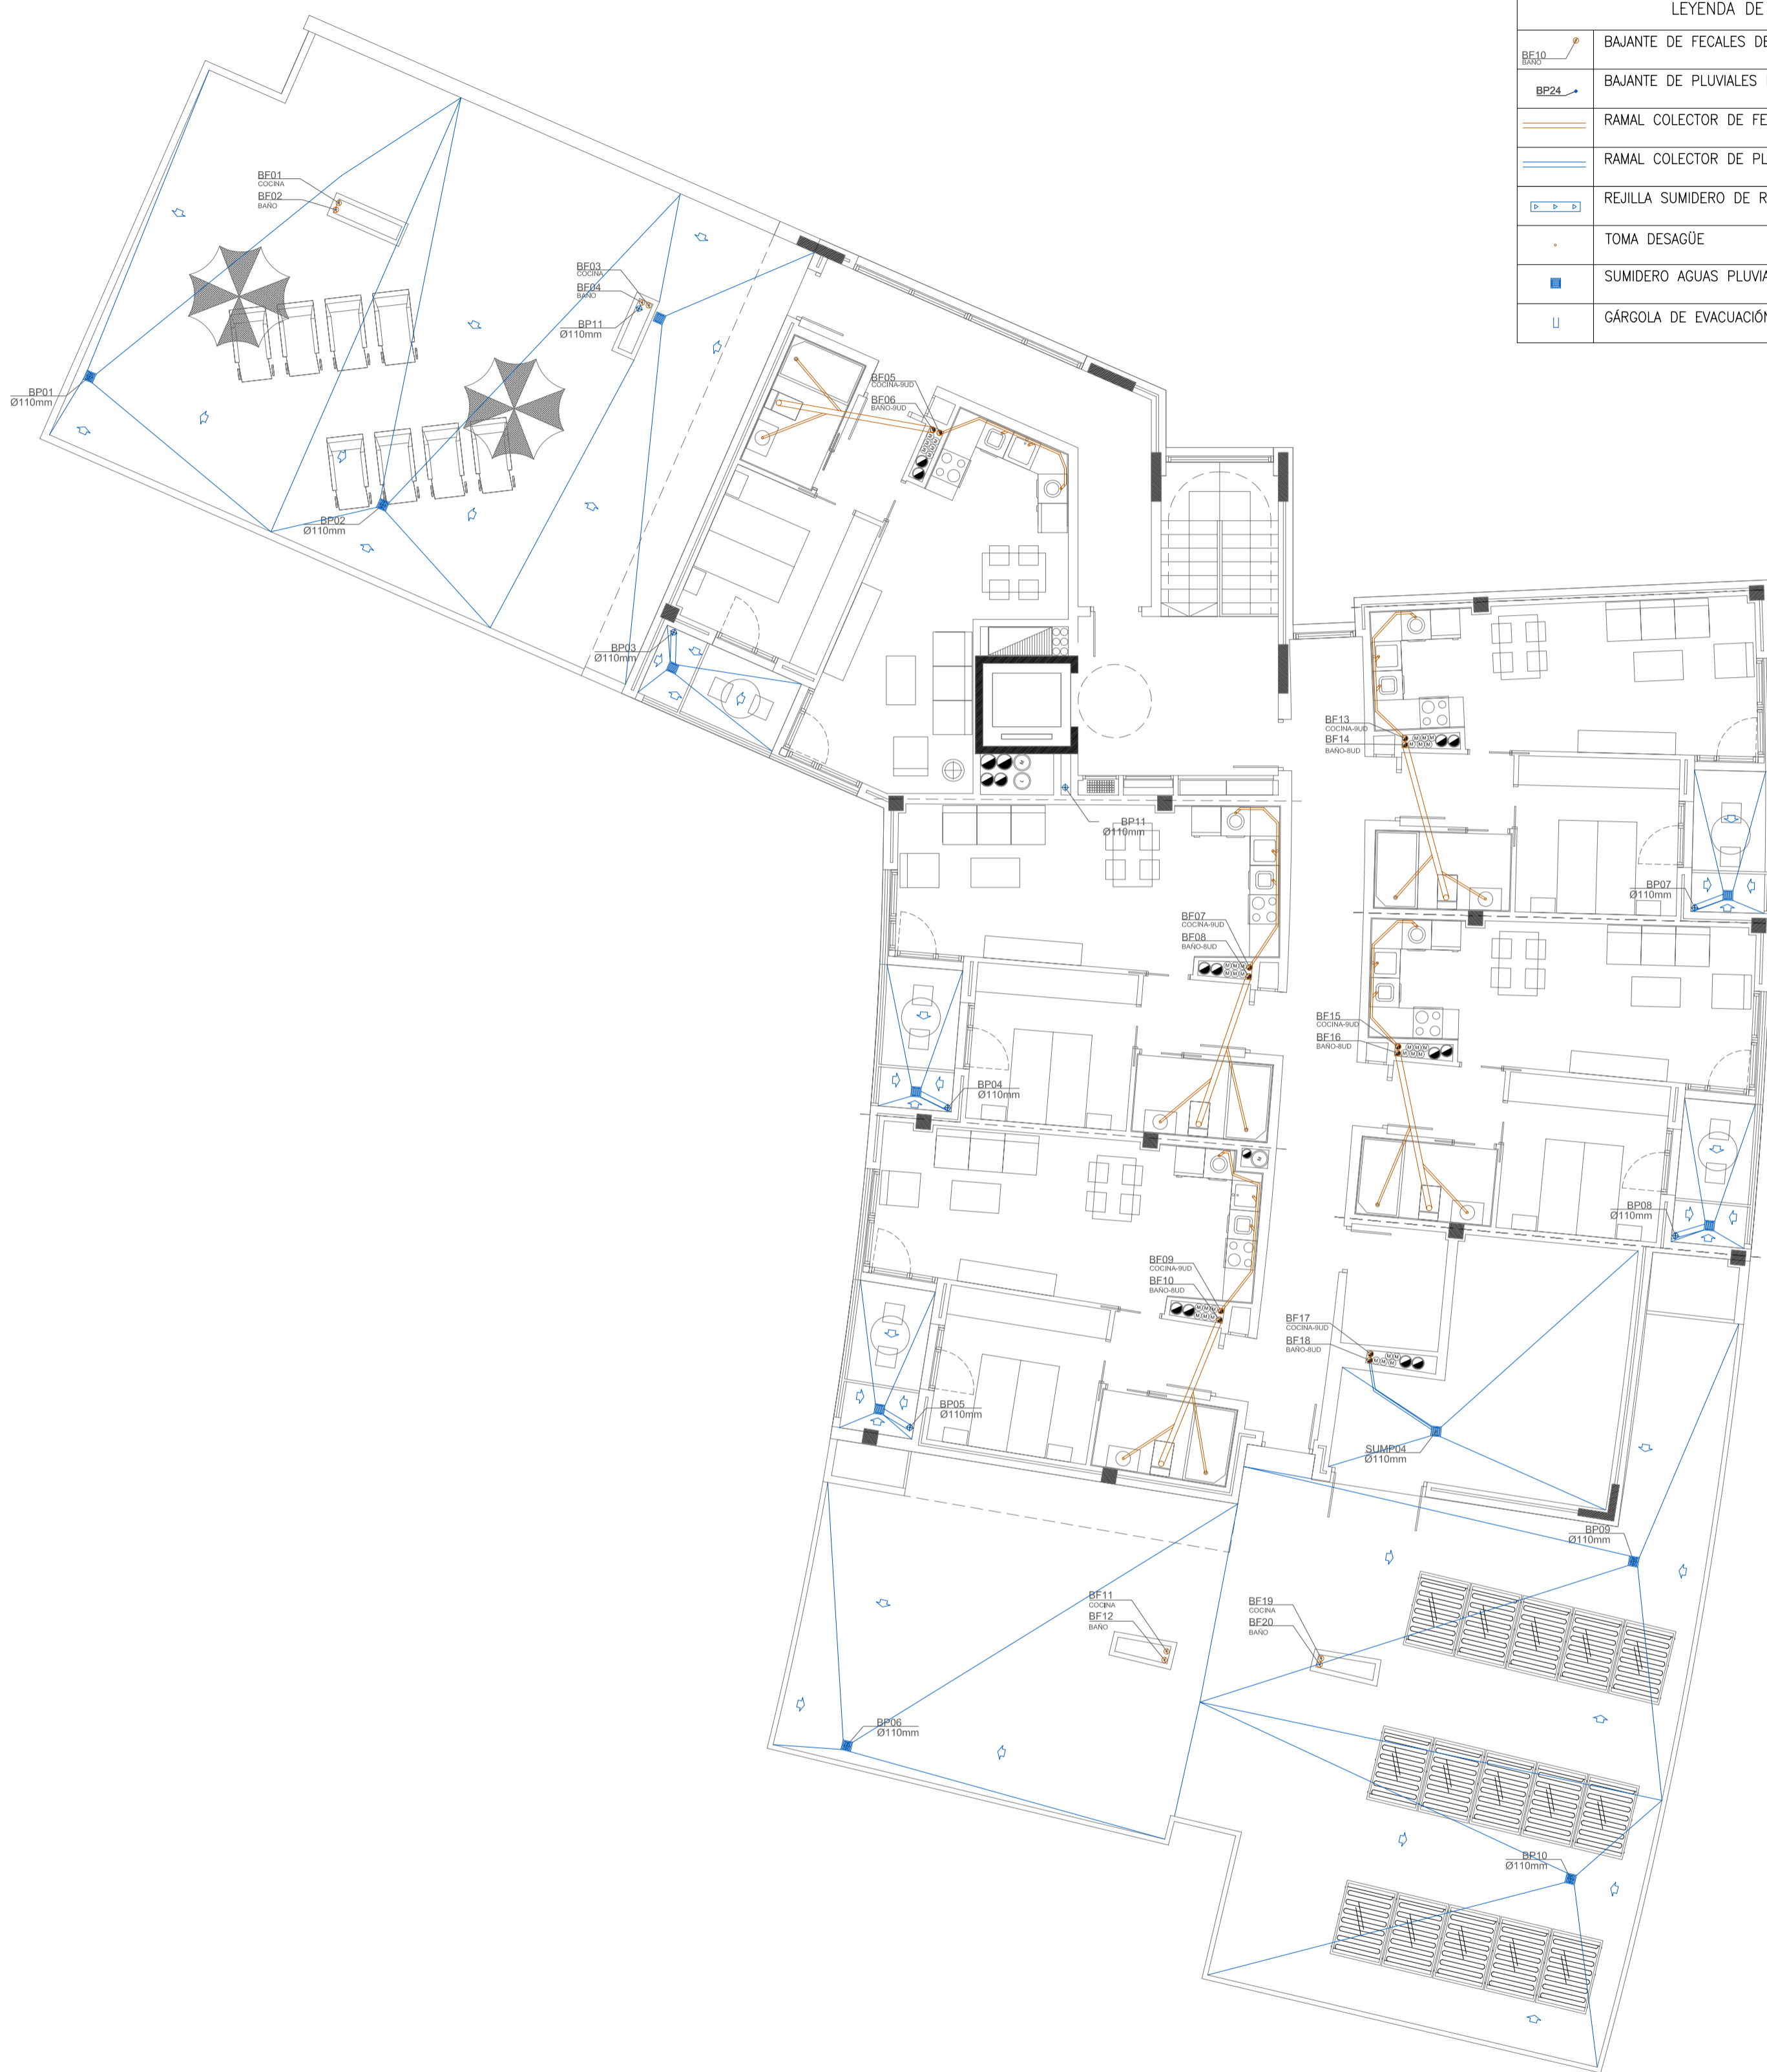 LEYENDA DE
BF10
BAÑO
BAJANTE DE FECALES DE
BP24
BAJANTE DE PLUVIALES
RAMAL COLECTOR DE FE
RAMAL COLECTOR DE PL
REJILLA SUMIDERO DE R
TOMA DESAGÜE
SUMIDERO AGUAS PLUVIA
GÁRGOLA DE EVACUACIÓN
BF01
COCINA
BF02
BAÑO
BF03
COCINA
BF04
BAÑO
BP11
Ø110mm
BP01
Ø110mm
BF05
COCINA-9UD
BF06
BAÑO-9UD
BP02
Ø110mm
BP03
Ø110mm
BF13
COCINA-9UD
BF14
BAÑO-8UD
BP11
Ø110mm
BP07
Ø110mm
BF07
COCINA-9UD
BF08
BAÑO-8UD
BF15
COCINA-9UD
BF16
BAÑO-8UD
BP04
Ø110mm
BP08
Ø110mm
BF09
COCINA-9UD
BF10
BAÑO-8UD
BF17
COCINA-9UD
BF18
BAÑO-8UD
BP05
Ø110mm
SUMP04
Ø110mm
BP09
Ø110mm
BF11
COCINA
BF12
BAÑO
BF19
COCINA
BF20
BAÑO
BP06
Ø110mm
BP10
Ø110mm